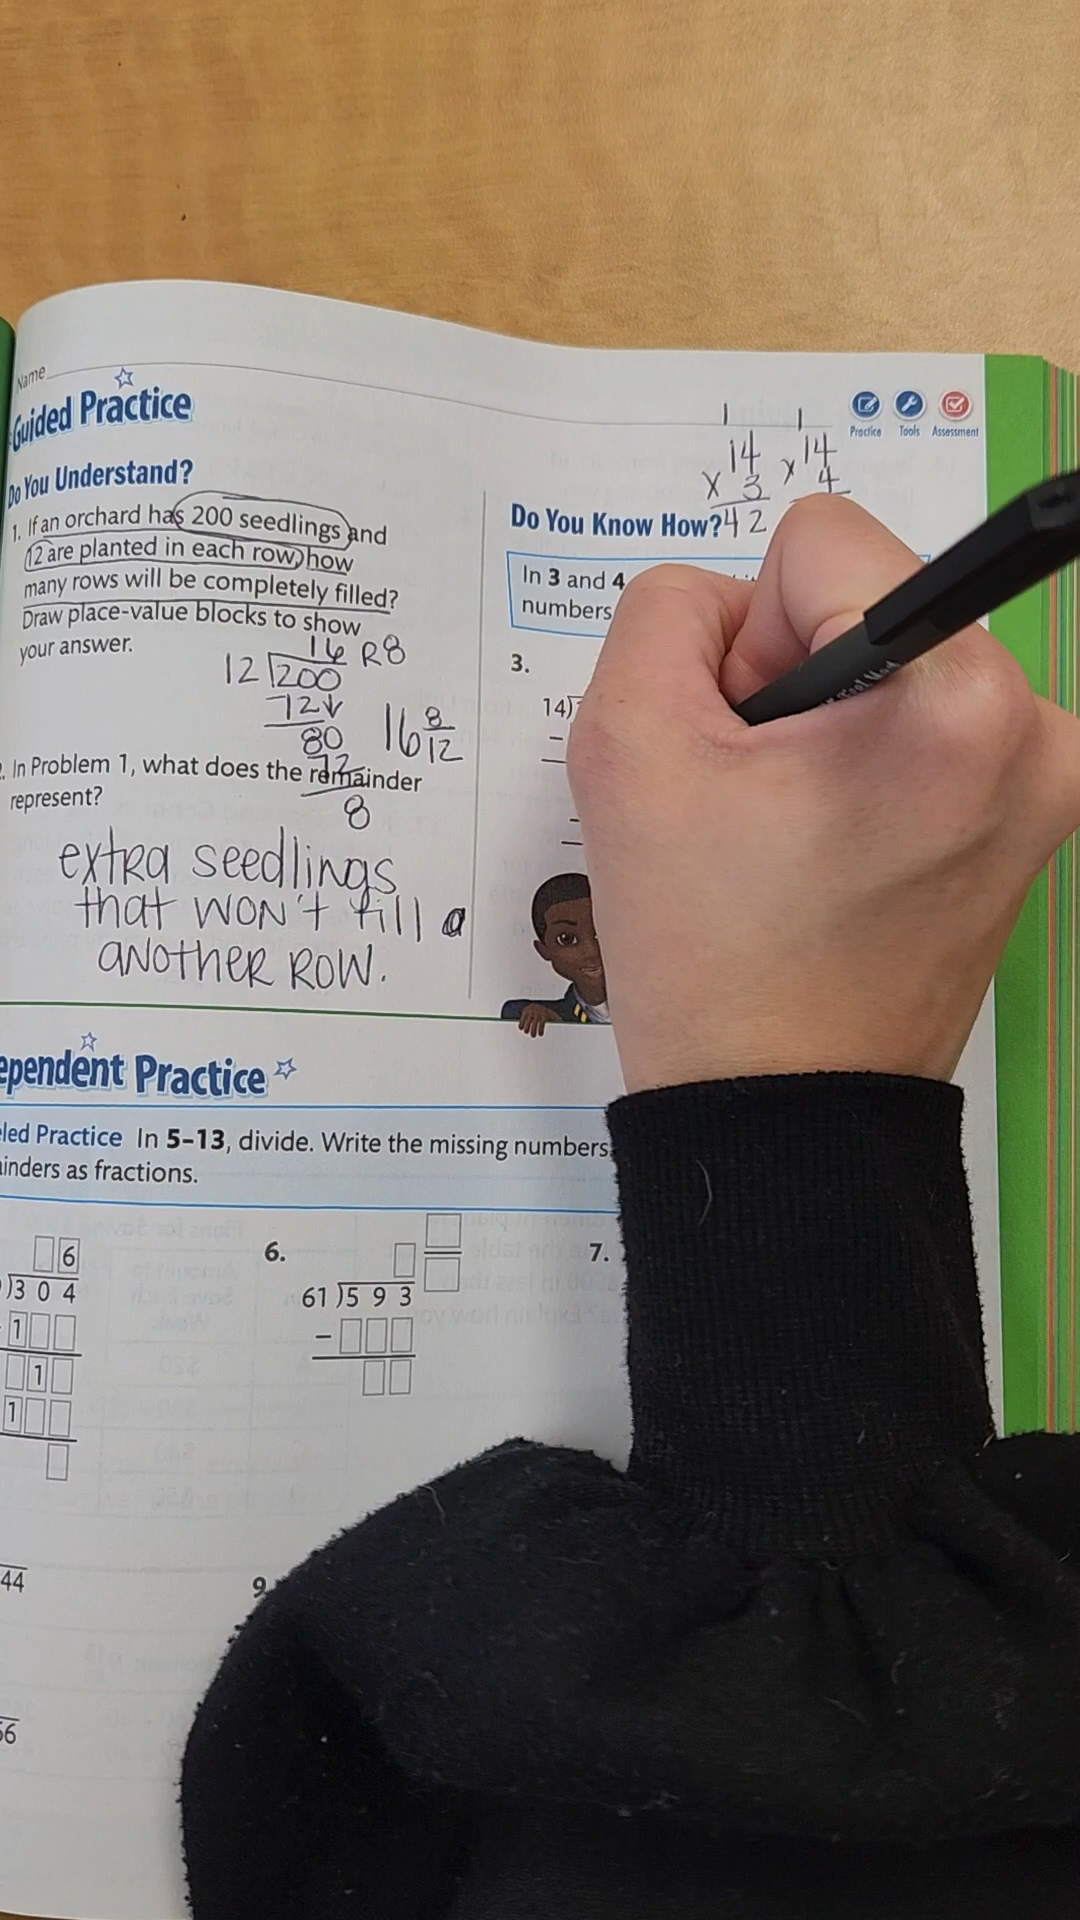 Name
Guided Practice
Practice Tools Assessment
Do You Understand?
1. If an orchard has 200 seedlings and
12 are planted in each row, how
many rows will be completely filled?
Draw place-value blocks to show
your answer.
16 R8
12 200
12↓
80
12
8
16 8/12
2. In Problem 1, what does the remainder
represent?
extra seedlings
that won't fill
another row.
1 1
14 14
x 3 x 4
42
Do You Know How?
In 3 and 4
numbers
3.
14)
−
−
Practice
Practice In 5–13, divide. Write the missing numbers
as fractions.
6
)3 0 4
1
1
1
6.
61)5 9 3
−
7.
44
9